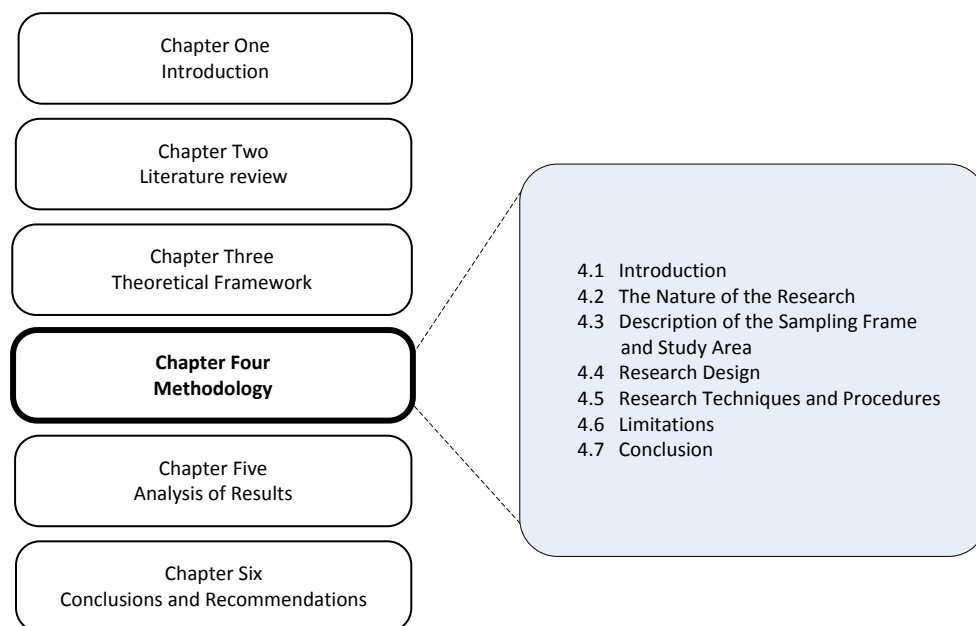 Chapter One
Introduction
Chapter Two
Literature review
Chapter Three
Theoretical Framework
Chapter Four
Methodology
Chapter Five
Analysis of Results
Chapter Six
Conclusions and Recommendations
4.1 Introduction
4.2 The Nature of the Research
4.3 Description of the Sampling Frame
and Study Area
4.4 Research Design
4.5 Research Techniques and Procedures
4.6 Limitations
4.7 Conclusion